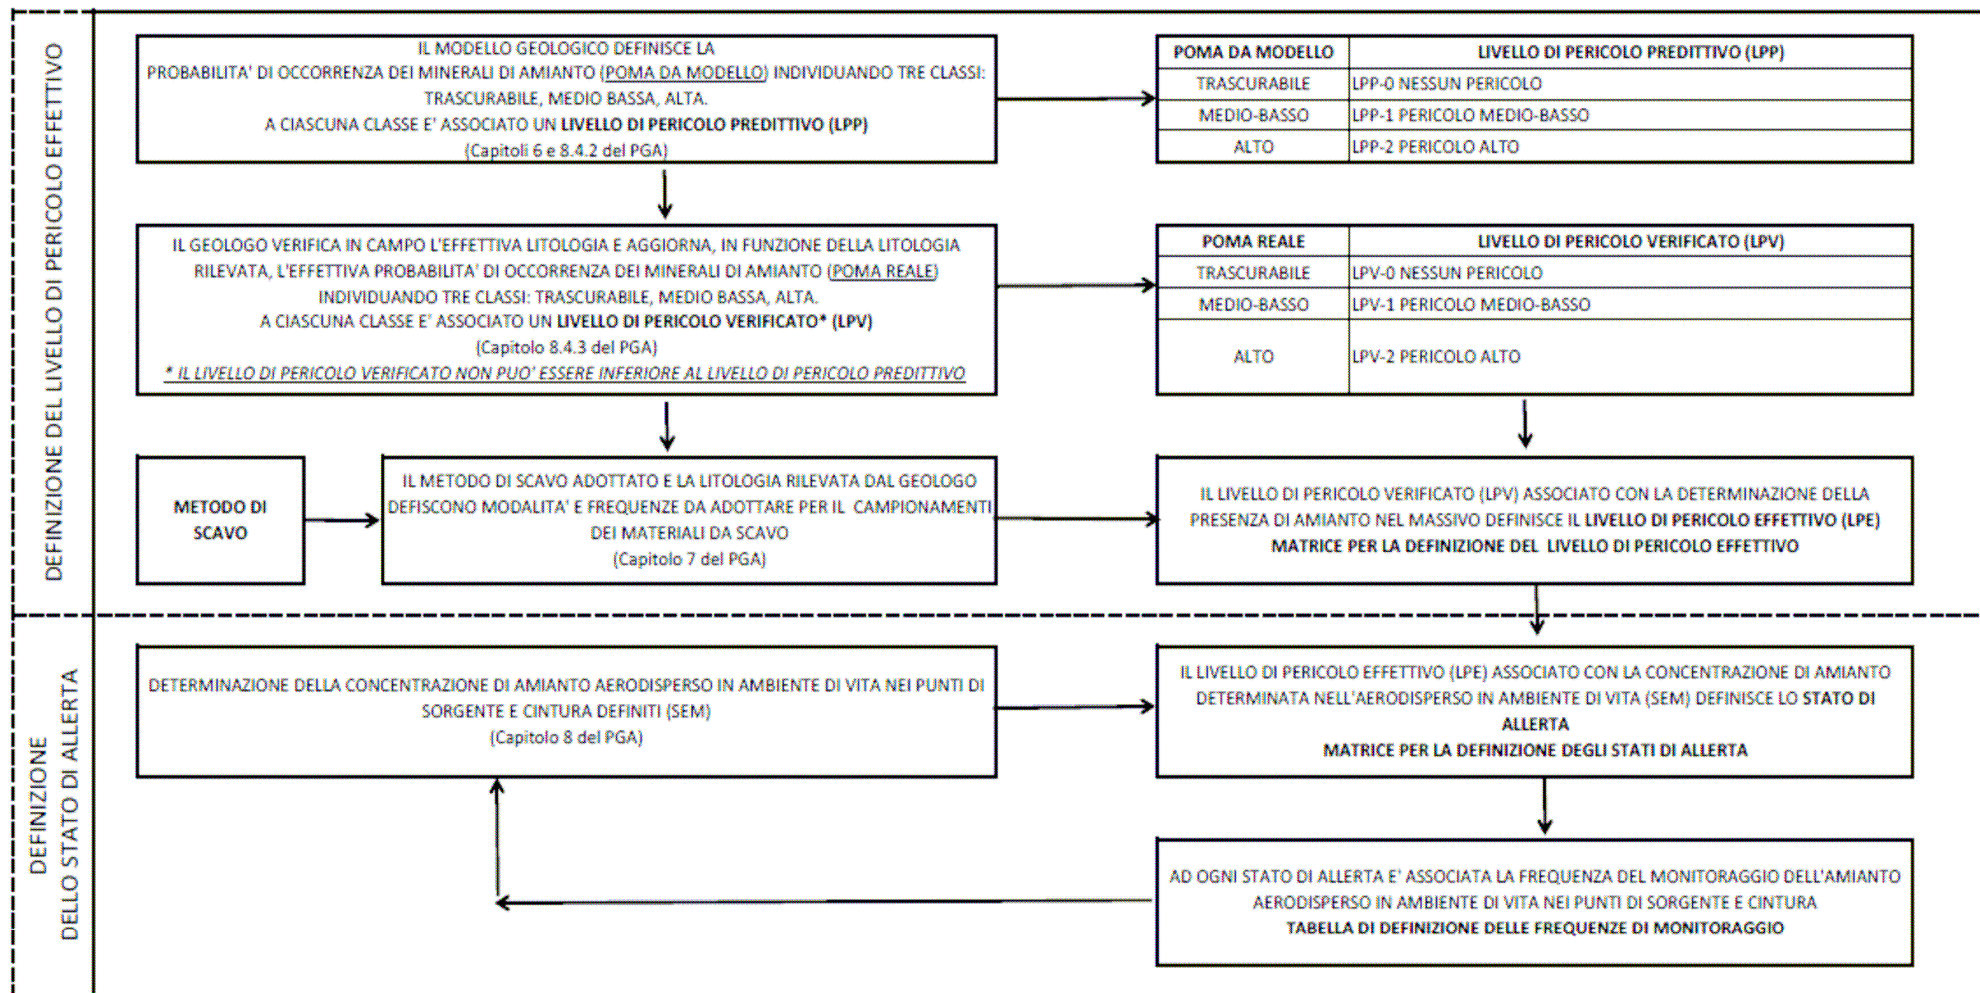 DEFINIZIONE DEL LIVELLO DI PERICOLO EFFETTIVO
IL MODELLO GEOLOGICO DEFINISCE LA
PROBABILITA' DI OCCORRENZA DEI MINERALI DI AMIANTO (POMA DA MODELLO) INDIVIDUANDO TRE CLASSI:
TRASCURABILE, MEDIO BASSA, ALTA.
A CIASCUNA CLASSE E' ASSOCIATO UN LIVELLO DI PERICOLO PREDITTIVO (LPP)
(Capitoli 6 e 8.4.2 del PGA)
POMA DA MODELLO LIVELLO DI PERICOLO PREDITTIVO (LPP)
TRASCURABILE LPP-0 NESSUN PERICOLO
MEDIO-BASSO LPP-1 PERICOLO MEDIO-BASSO
ALTO LPP-2 PERICOLO ALTO
IL GEOLOGO VERIFICA IN CAMPO L'EFFETTIVA LITOLOGIA E AGGIORNA, IN FUNZIONE DELLA LITOLOGIA
RILEVATA, L'EFFETTIVA PROBABILITA' DI OCCORRENZA DEI MINERALI DI AMIANTO (POMA REALE)
INDIVIDUANDO TRE CLASSI: TRASCURABILE, MEDIO BASSA, ALTA.
A CIASCUNA CLASSE E' ASSOCIATO UN LIVELLO DI PERICOLO VERIFICATO* (LPV)
(Capitolo 8.4.3 del PGA)
* IL LIVELLO DI PERICOLO VERIFICATO NON PUO' ESSERE INFERIORE AL LIVELLO DI PERICOLO PREDITTIVO
POMA REALE LIVELLO DI PERICOLO VERIFICATO (LPV)
TRASCURABILE LPV-0 NESSUN PERICOLO
MEDIO-BASSO LPV-1 PERICOLO MEDIO-BASSO
ALTO LPV-2 PERICOLO ALTO
METODO DI
SCAVO
IL METODO DI SCAVO ADOTTATO E LA LITOLOGIA RILEVATA DAL GEOLOGO
DEFISCONO MODALITA' E FREQUENZE DA ADOTTARE PER IL CAMPIONAMENTI
DEI MATERIALI DA SCAVO
(Capitolo 7 del PGA)
IL LIVELLO DI PERICOLO VERIFICATO (LPV) ASSOCIATO CON LA DETERMINAZIONE DELLA
PRESENZA DI AMIANTO NEL MASSIVO DEFINISCE IL LIVELLO DI PERICOLO EFFETTIVO (LPE)
MATRICE PER LA DEFINIZIONE DEL LIVELLO DI PERICOLO EFFETTIVO
DEFINIZIONE
DELLO STATO DI ALLERTA
DETERMINAZIONE DELLA CONCENTRAZIONE DI AMIANTO AERODISPERSO IN AMBIENTE DI VITA NEI PUNTI DI
SORGENTE E CINTURA DEFINITI (SEM)
(Capitolo 8 del PGA)
IL LIVELLO DI PERICOLO EFFETTIVO (LPE) ASSOCIATO CON LA CONCENTRAZIONE DI AMIANTO
DETERMINATA NELL'AERODISPERSO IN AMBIENTE DI VITA (SEM) DEFINISCE LO STATO DI
ALLERTA
MATRICE PER LA DEFINIZIONE DEGLI STATI DI ALLERTA
AD OGNI STATO DI ALLERTA E' ASSOCIATA LA FREQUENZA DEL MONITORAGGIO DELL'AMIANTO
AERODISPERSO IN AMBIENTE DI VITA NEI PUNTI DI SORGENTE E CINTURA
TABELLA DI DEFINIZIONE DELLE FREQUENZE DI MONITORAGGIO